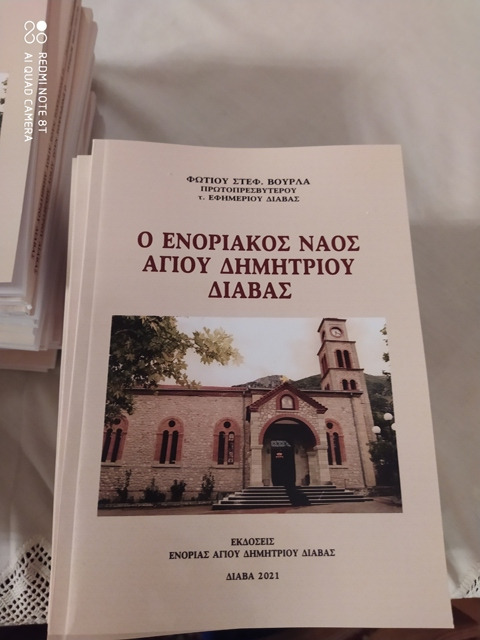 ΦΩΤΙΟΥ ΣΤΕΦ. ΒΟΥΡΛΑ
ΠΡΩΤΟΠΡΕΣΒΥΤΕΡΟΥ
τ. ΕΦΗΜΕΡΙΟΥ ΔΙΑΒΑΣ
Ο ΕΝΟΡΙΑΚΟΣ ΝΑΟΣ
ΑΓΙΟΥ ΔΗΜΗΤΡΙΟΥ
ΔΙΑΒΑΣ
ΕΚΔΟΣΕΙΣ
ΕΝΟΡΙΑΣ ΑΓΙΟΥ ΔΗΜΗΤΡΙΟΥ ΔΙΑΒΑΣ
ΔΙΑΒΑ 2021
REDMI NOTE 8T
AI QUAD CAMERA